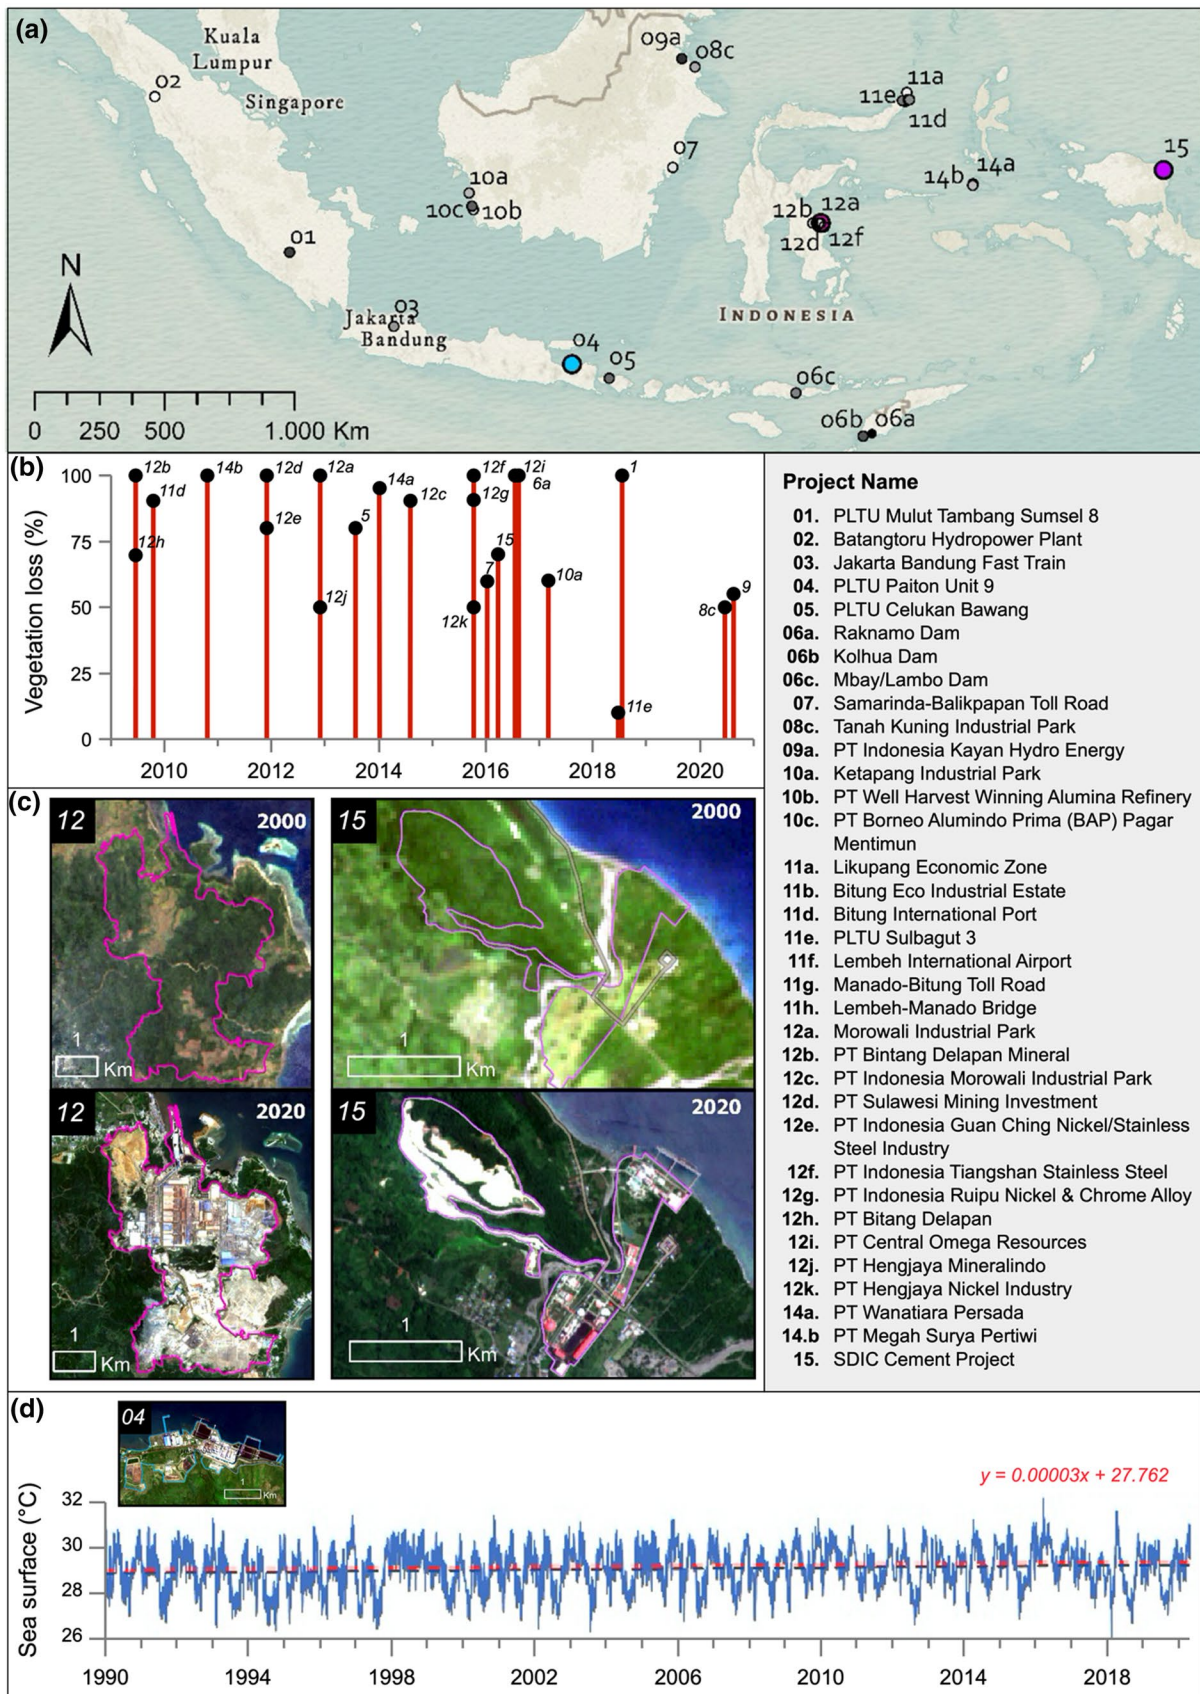 (a)
Kuala
Lumpur
Singapore
02
09a
08c
11a
11e
11d
07
15
14b
14a
10a
10c
10b
12b
12a
12d
12f
01
N
03
Jakarta
Bandung
INDONESIA
04
05
06c
06b
06a
0 250 500 1.000 Km
(b)
Vegetation loss (%)
100
75
50
25
0
12b
14b
12d
12a
14a
12f
12i
6a
1
11d
12e
5
12c
12g
12h
15
7
10a
12j
12k
8c
9
11e
2010 2012 2014 2016 2018 2020
Project Name
01. PLTU Mulut Tambang Sumsel 8
02. Batangtoru Hydropower Plant
03. Jakarta Bandung Fast Train
04. PLTU Paiton Unit 9
05. PLTU Celukan Bawang
06a. Raknamo Dam
06b Kolhua Dam
06c. Mbay/Lambo Dam
07. Samarinda-Balikpapan Toll Road
08c. Tanah Kuning Industrial Park
09a. PT Indonesia Kayan Hydro Energy
10a. Ketapang Industrial Park
10b. PT Well Harvest Winning Alumina Refinery
10c. PT Borneo Alumindo Prima (BAP) Pagar
Mentimun
11a. Likupang Economic Zone
11b. Bitung Eco Industrial Estate
11d. Bitung International Port
11e. PLTU Sulbagut 3
11f. Lembeh International Airport
11g. Manado-Bitung Toll Road
11h. Lembeh-Manado Bridge
12a. Morowali Industrial Park
12b. PT Bintang Delapan Mineral
12c. PT Indonesia Morowali Industrial Park
12d. PT Sulawesi Mining Investment
12e. PT Indonesia Guan Ching Nickel/Stainless
Steel Industry
12f. PT Indonesia Tiangshan Stainless Steel
12g. PT Indonesia Ruipu Nickel & Chrome Alloy
12h. PT Bitang Delapan
12i. PT Central Omega Resources
12j. PT Hengjaya Mineralindo
12k. PT Hengjaya Nickel Industry
14a. PT Wanatiara Persada
14.b PT Megah Surya Pertiwi
15. SDIC Cement Project
(c)
12
2000
1
Km
15
2000
1
Km
12
2020
1
Km
15
2020
1
Km
(d)
04
1
Km
y = 0.00003x + 27.762
Sea surface (°C)
32
30
28
26
1990 1994 1998 2002 2006 2010 2014 2018